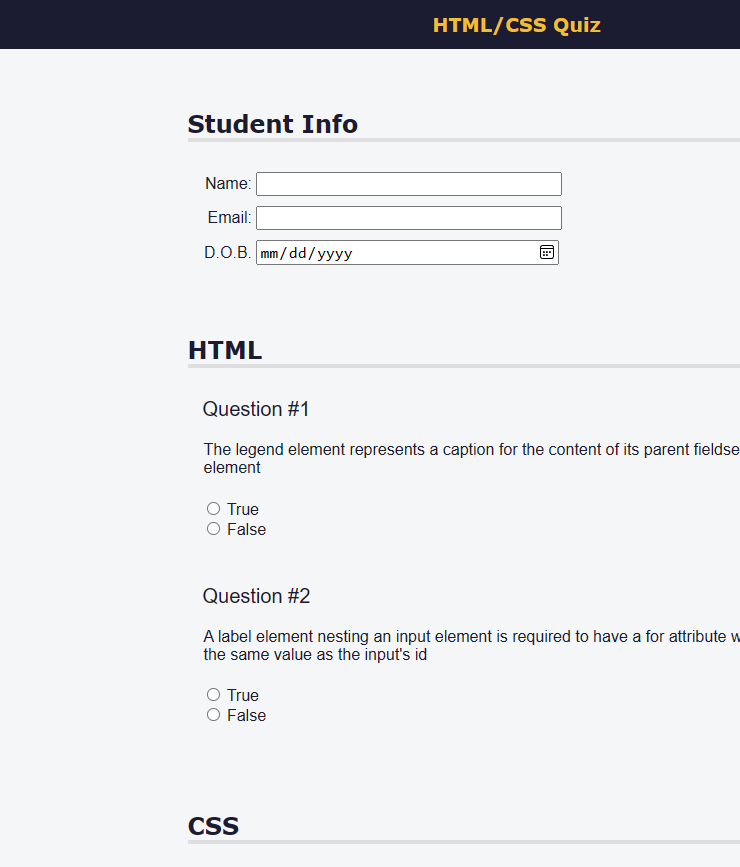 HTML/CSS Quiz
Student Info
Name:
Email:
D.O.B. mm/dd/yyyy
HTML
Question #1
The legend element represents a caption for the content of its parent fieldse
element
True
False
Question #2
A label element nesting an input element is required to have a for attribute w
the same value as the input's id
True
False
CSS